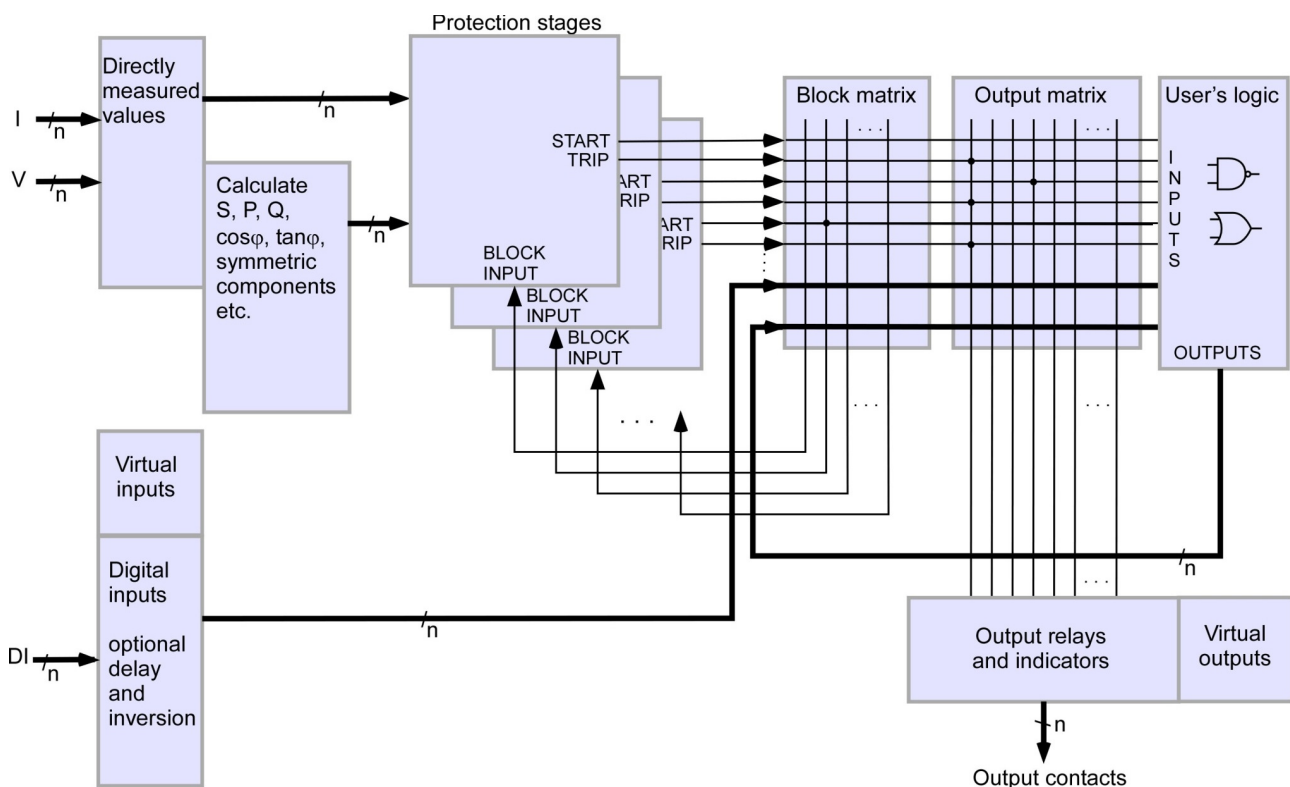 Protection stages
I
n
V
n
Directly
measured
values
n
Calculate
S, P, Q,
cosφ, tanφ,
symmetric
components
etc.
n
START
TRIP
ART
RIP
ART
RIP
BLOCK
INPUT
BLOCK
INPUT
BLOCK
INPUT
. . .
Block matrix
. . .
. . .
Output matrix
. . .
. . .
. . .
User's logic
I
N
P
U
T
S
OUTPUTS
n
Virtual
inputs
Digital
inputs
optional
delay
and
inversion
DI
n
n
Output relays
and indicators
Virtual
outputs
n
Output contacts